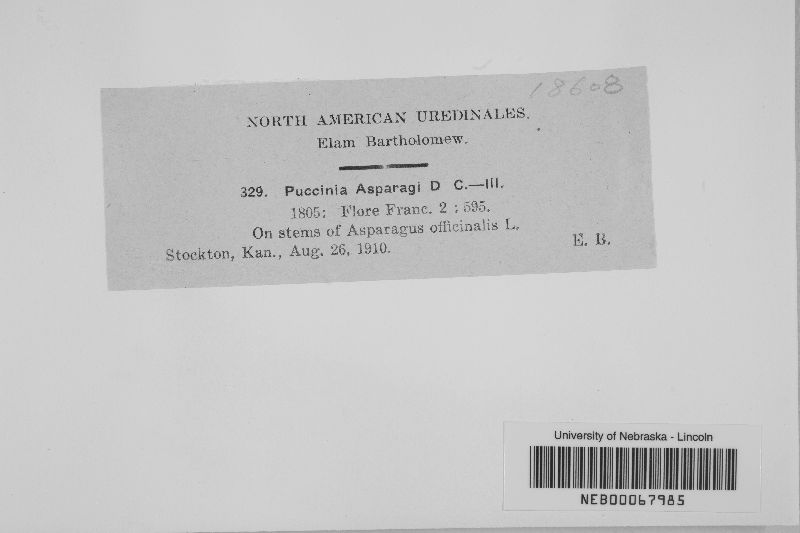 18608
NORTH AMERICAN UREDINALES.
Elam Bartholomew.
329. Puccinia Asparagi D C.—III.
1805: Flore Franc. 2 : 595.
On stems of Asparagus officinalis L.
Stockton, Kan., Aug. 26, 1910.
E. B.
University of Nebraska - Lincoln
NEB00067985